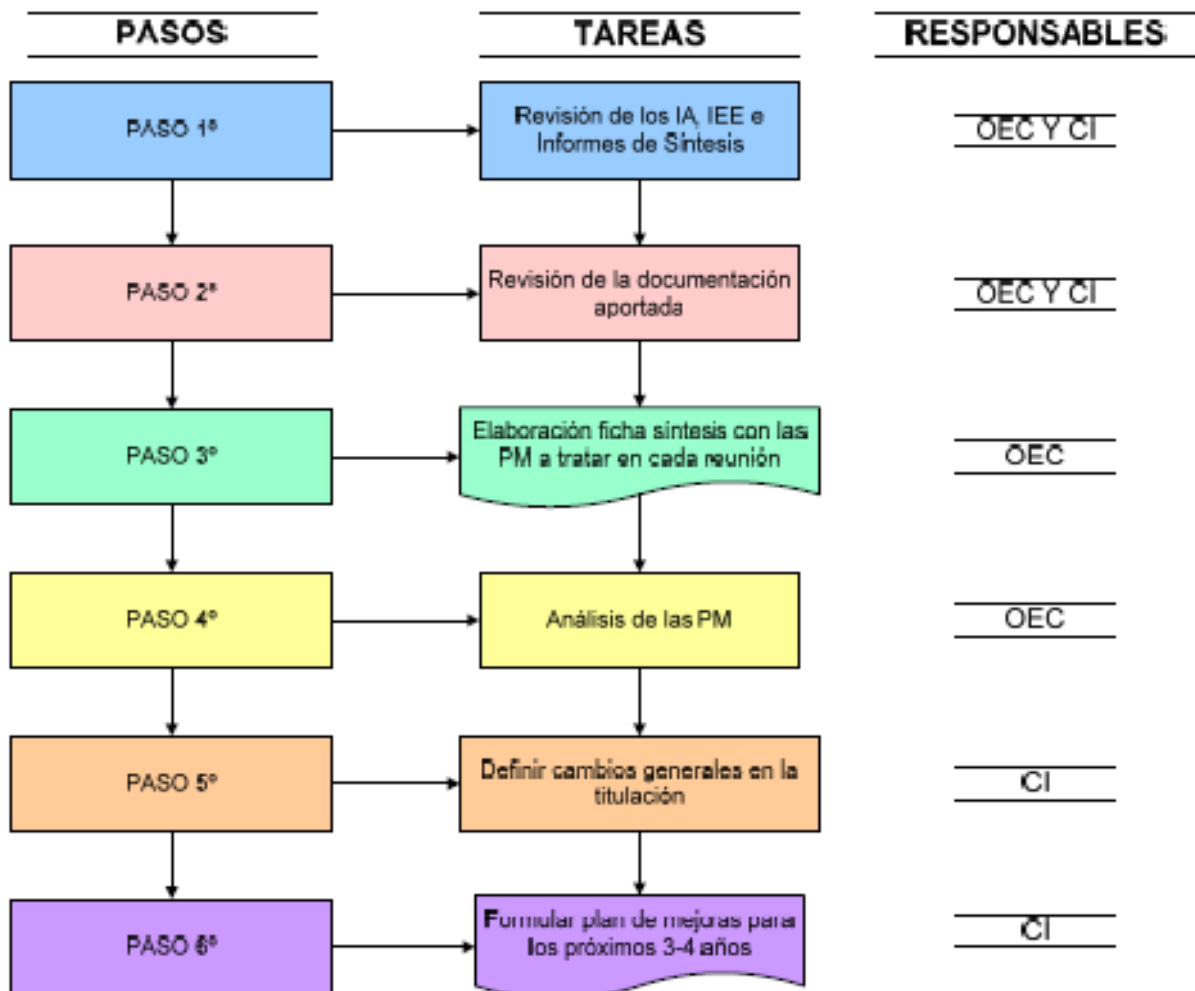 PASOS
TAREAS
RESPONSABLES
PASO 1º
Revisión de los IA, IEE e
Informes de Síntesis
OEC Y CI
PASO 2º
Revisión de la documentación
aportada
OEC Y CI
PASO 3º
Elaboración ficha síntesis con las
PM a tratar en cada reunión
OEC
PASO 4º
Análisis de las PM
OEC
PASO 5º
Definir cambios generales en la
titulación
CI
PASO 6º
Formular plan de mejoras para
los próximos 3-4 años
CI